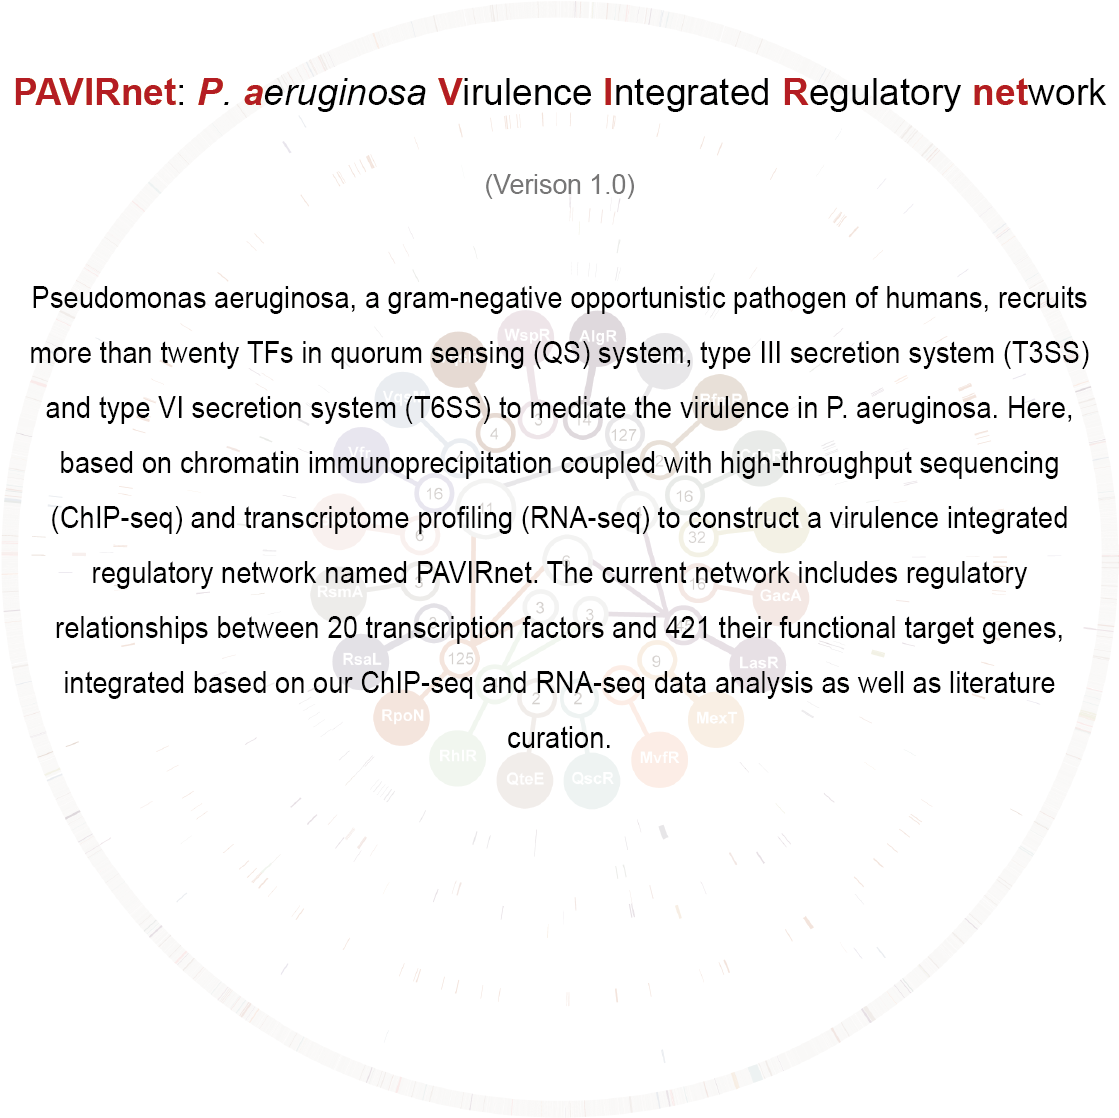 PAVIRnet: P. aeruginosa Virulence Integrated Regulatory network
(Verison 1.0)
Pseudomonas aeruginosa, a gram-negative opportunistic pathogen of humans, recruits
more than twenty TFs in quorum sensing (QS) system, type III secretion system (T3SS)
and type VI secretion system (T6SS) to mediate the virulence in P. aeruginosa. Here,
based on chromatin immunoprecipitation coupled with high-throughput sequencing
(ChIP-seq) and transcriptome profiling (RNA-seq) to construct a virulence integrated
regulatory network named PAVIRnet. The current network includes regulatory
relationships between 20 transcription factors and 421 their functional target genes,
integrated based on our ChIP-seq and RNA-seq data analysis as well as literature
curation.
WspR
AlgR
4
3
14
127
Vfr
16
16
32
6
3
3
16
RsmA
GacA
RsaL
125
9
LasR
2
2
RpoN
MexT
RhlR
QteE
QscR
MvfR